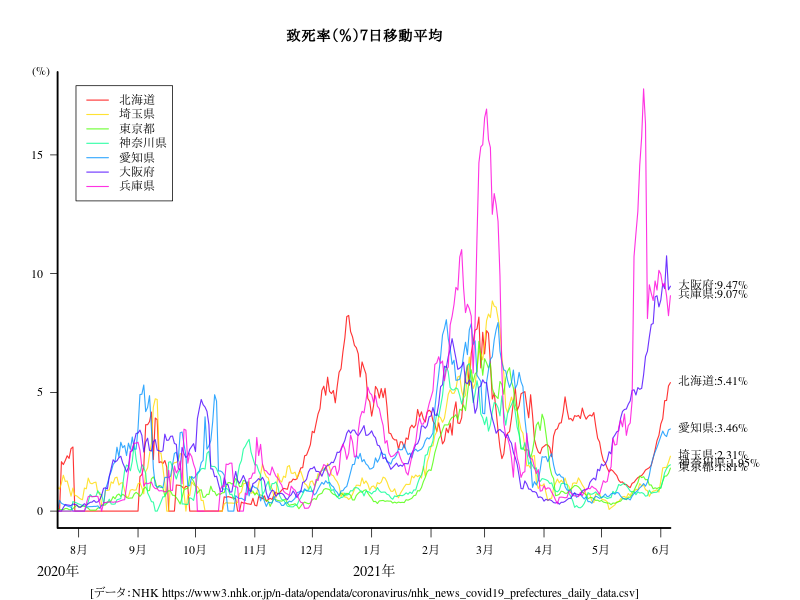 致死率(%)7日移動平均
(%)
北海道
埼玉県
東京都
神奈川県
愛知県
大阪府
兵庫県
15
10
5
0
大阪府:9.47%
兵庫県:9.07%
北海道:5.41%
愛知県:3.46%
埼玉県:2.31%
8月 9月 10月 11月 12月 1月 2月 3月 4月 5月 6月
2020年 2021年
[データ:NHK https://www3.nhk.or.jp/n-data/opendata/coronavirus/nhk_news_covid19_prefectures_daily_data.csv]